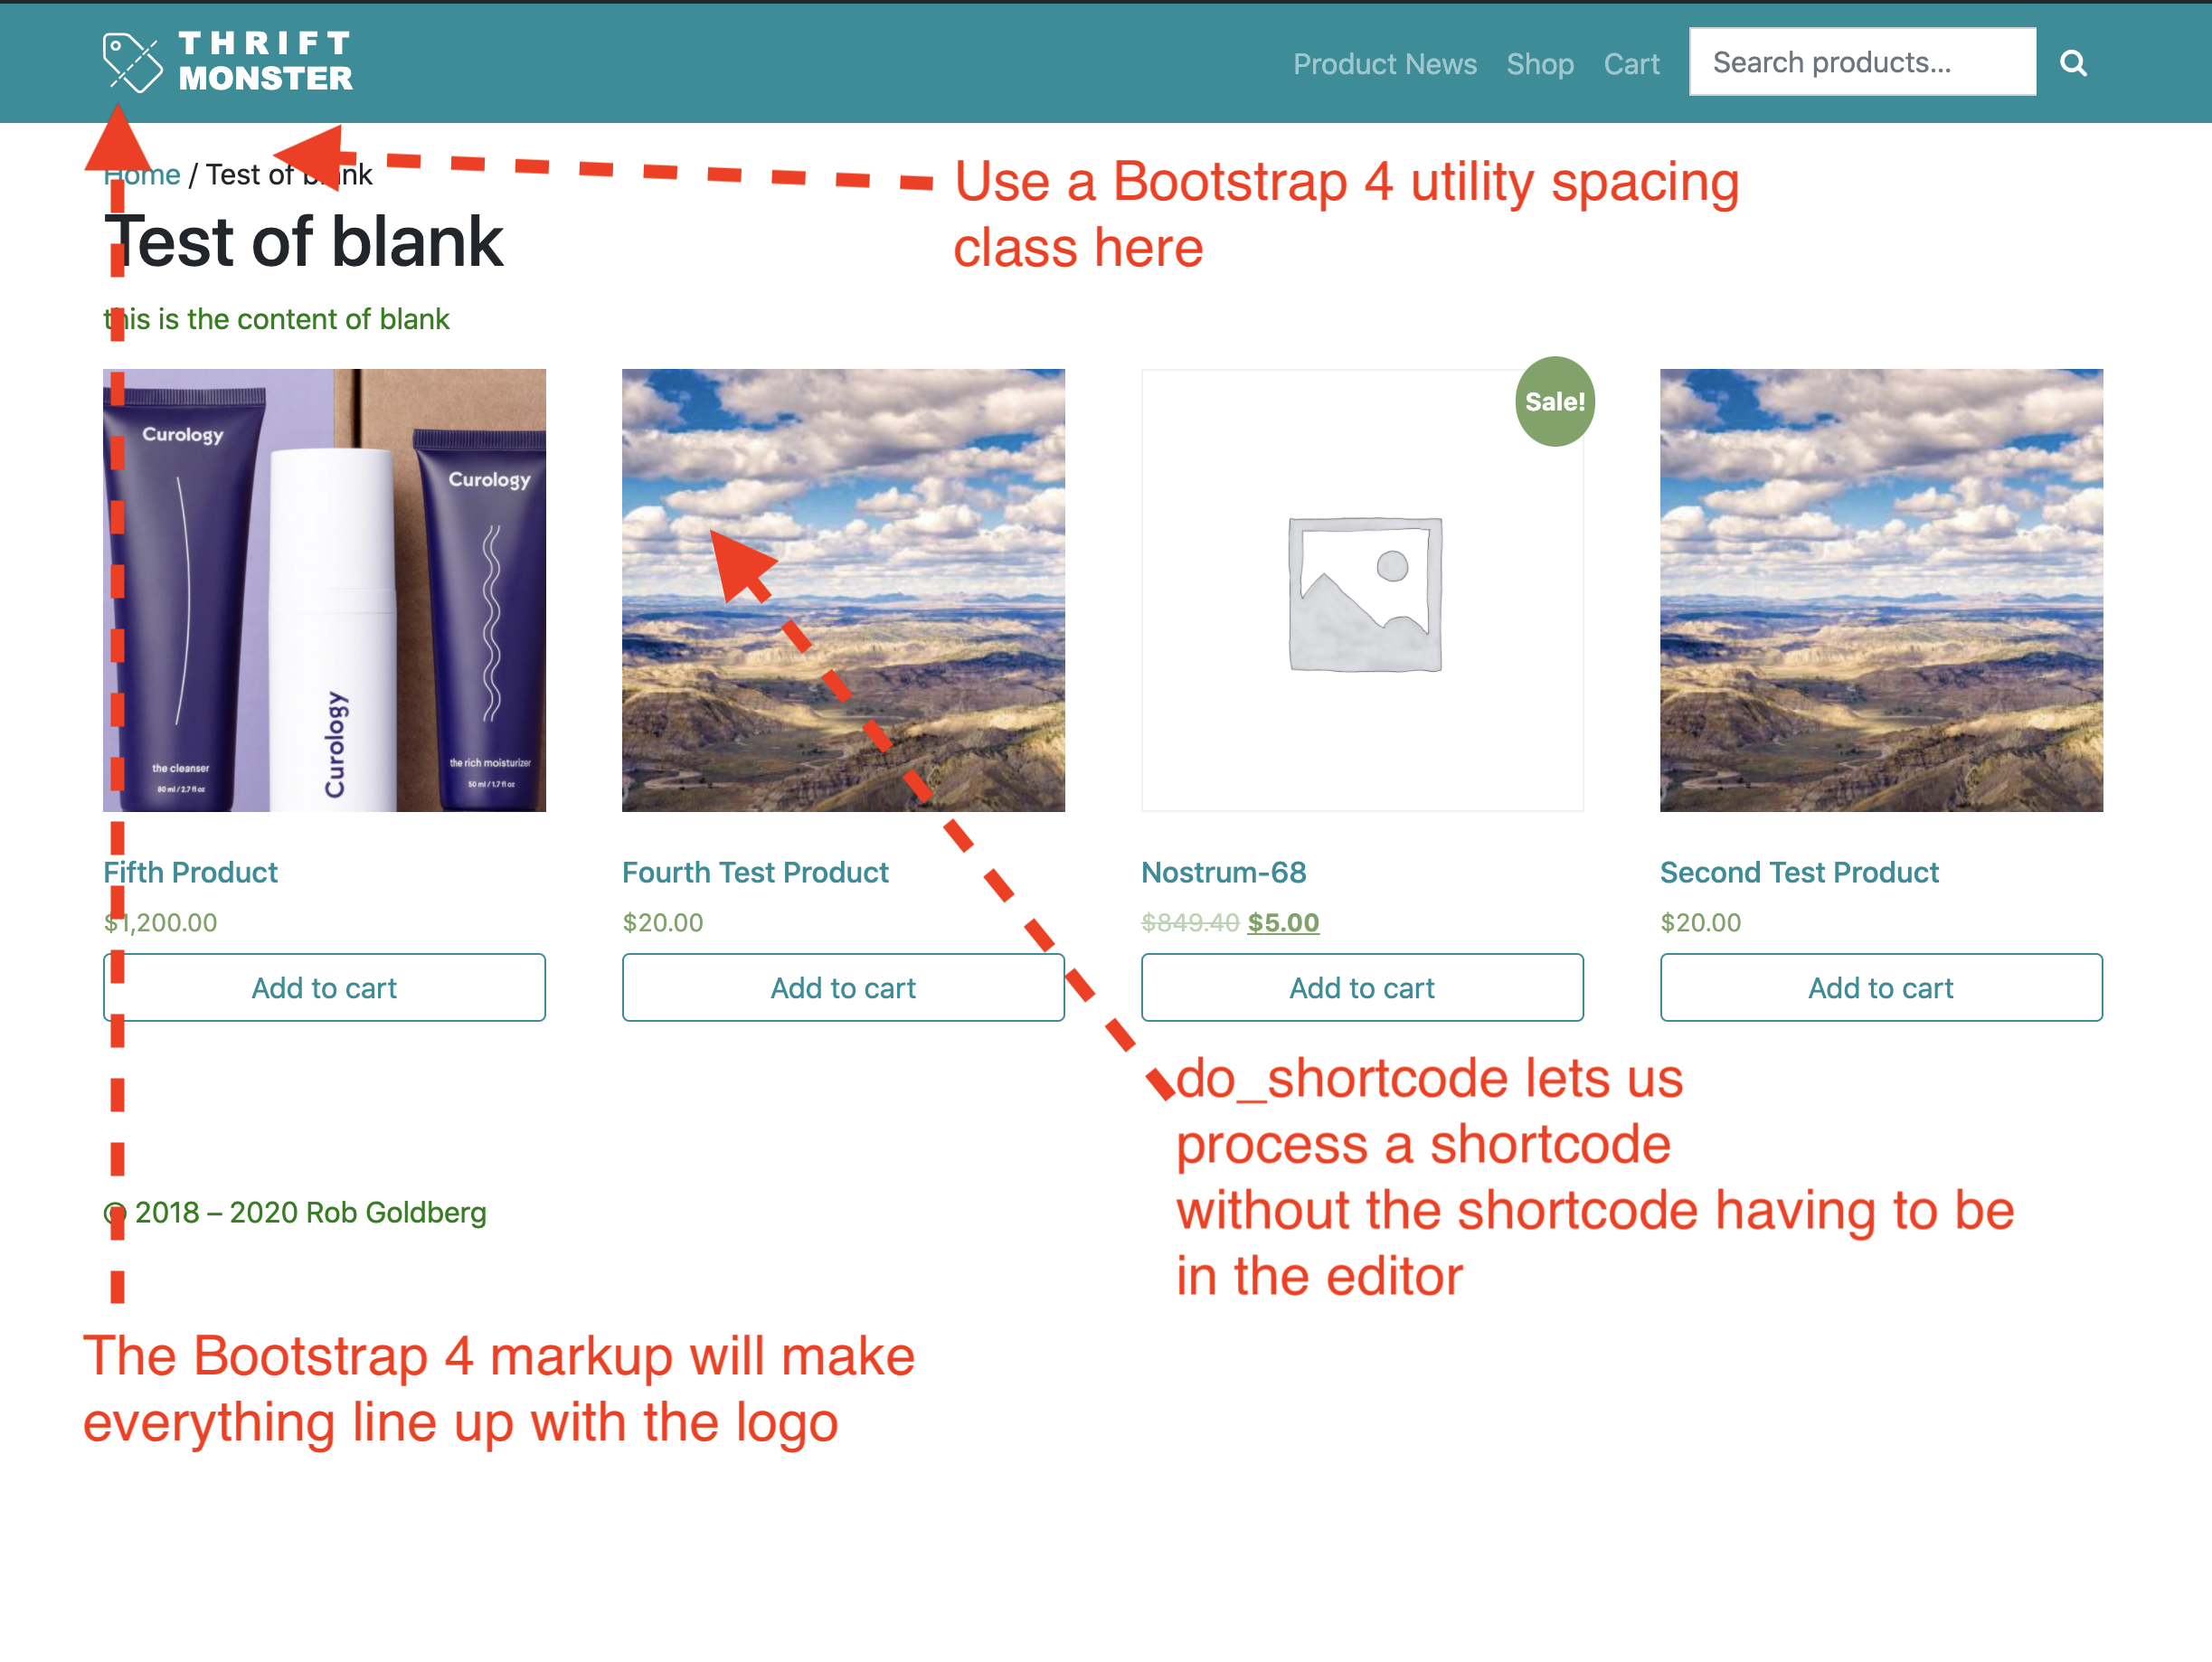 THRIFT
MONSTER
Product News Shop Cart Search products...
Home / Test of blank
Use a Bootstrap 4 utility spacing
class here
Test of blank
this is the content of blank
Curology
Curology
Curology
the cleanser
60 ml / 2.7 fl oz
the rich moisturizer
50 ml / 1.7 fl oz
Sale!
Fifth Product
Fourth Test Product
Nostrum-68
Second Test Product
$1,200.00
$20.00
$849.40 $5.00
$20.00
Add to cart
Add to cart
Add to cart
Add to cart
do_shortcode lets us
process a shortcode
without the shortcode having to be
in the editor
© 2018 – 2020 Rob Goldberg
The Bootstrap 4 markup will make
everything line up with the logo